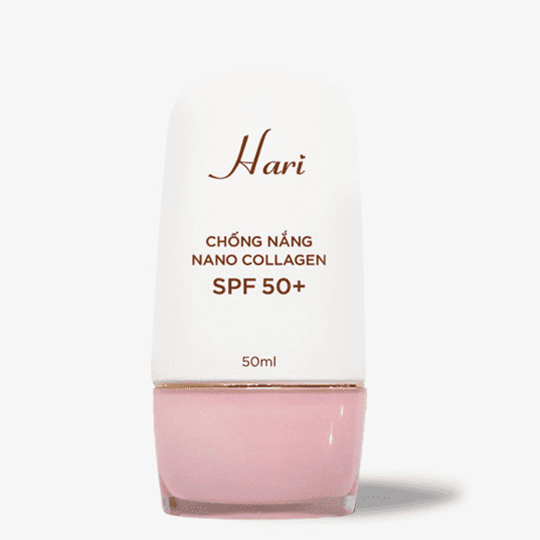 Hari
CHỐNG NẮNG
NANO COLLAGEN
SPF 50+
50ml